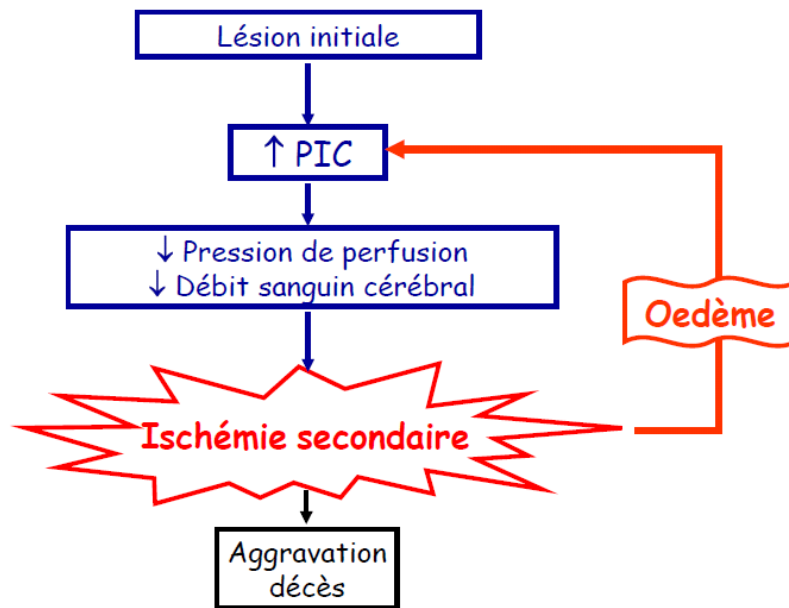 Lésion initiale
↑ PIC
↓ Pression de perfusion
↓ Débit sanguin cérébral
Oedème
Ischémie secondaire
Aggravation
décès